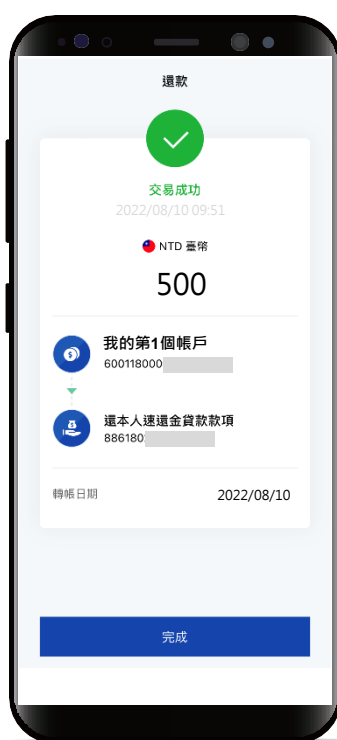 還款
交易成功
2022/08/10 09:51
NTD 臺幣
500
我的第1個帳戶
600118000
還本人速還金貸款款項
886180
轉帳日期 2022/08/10
完成